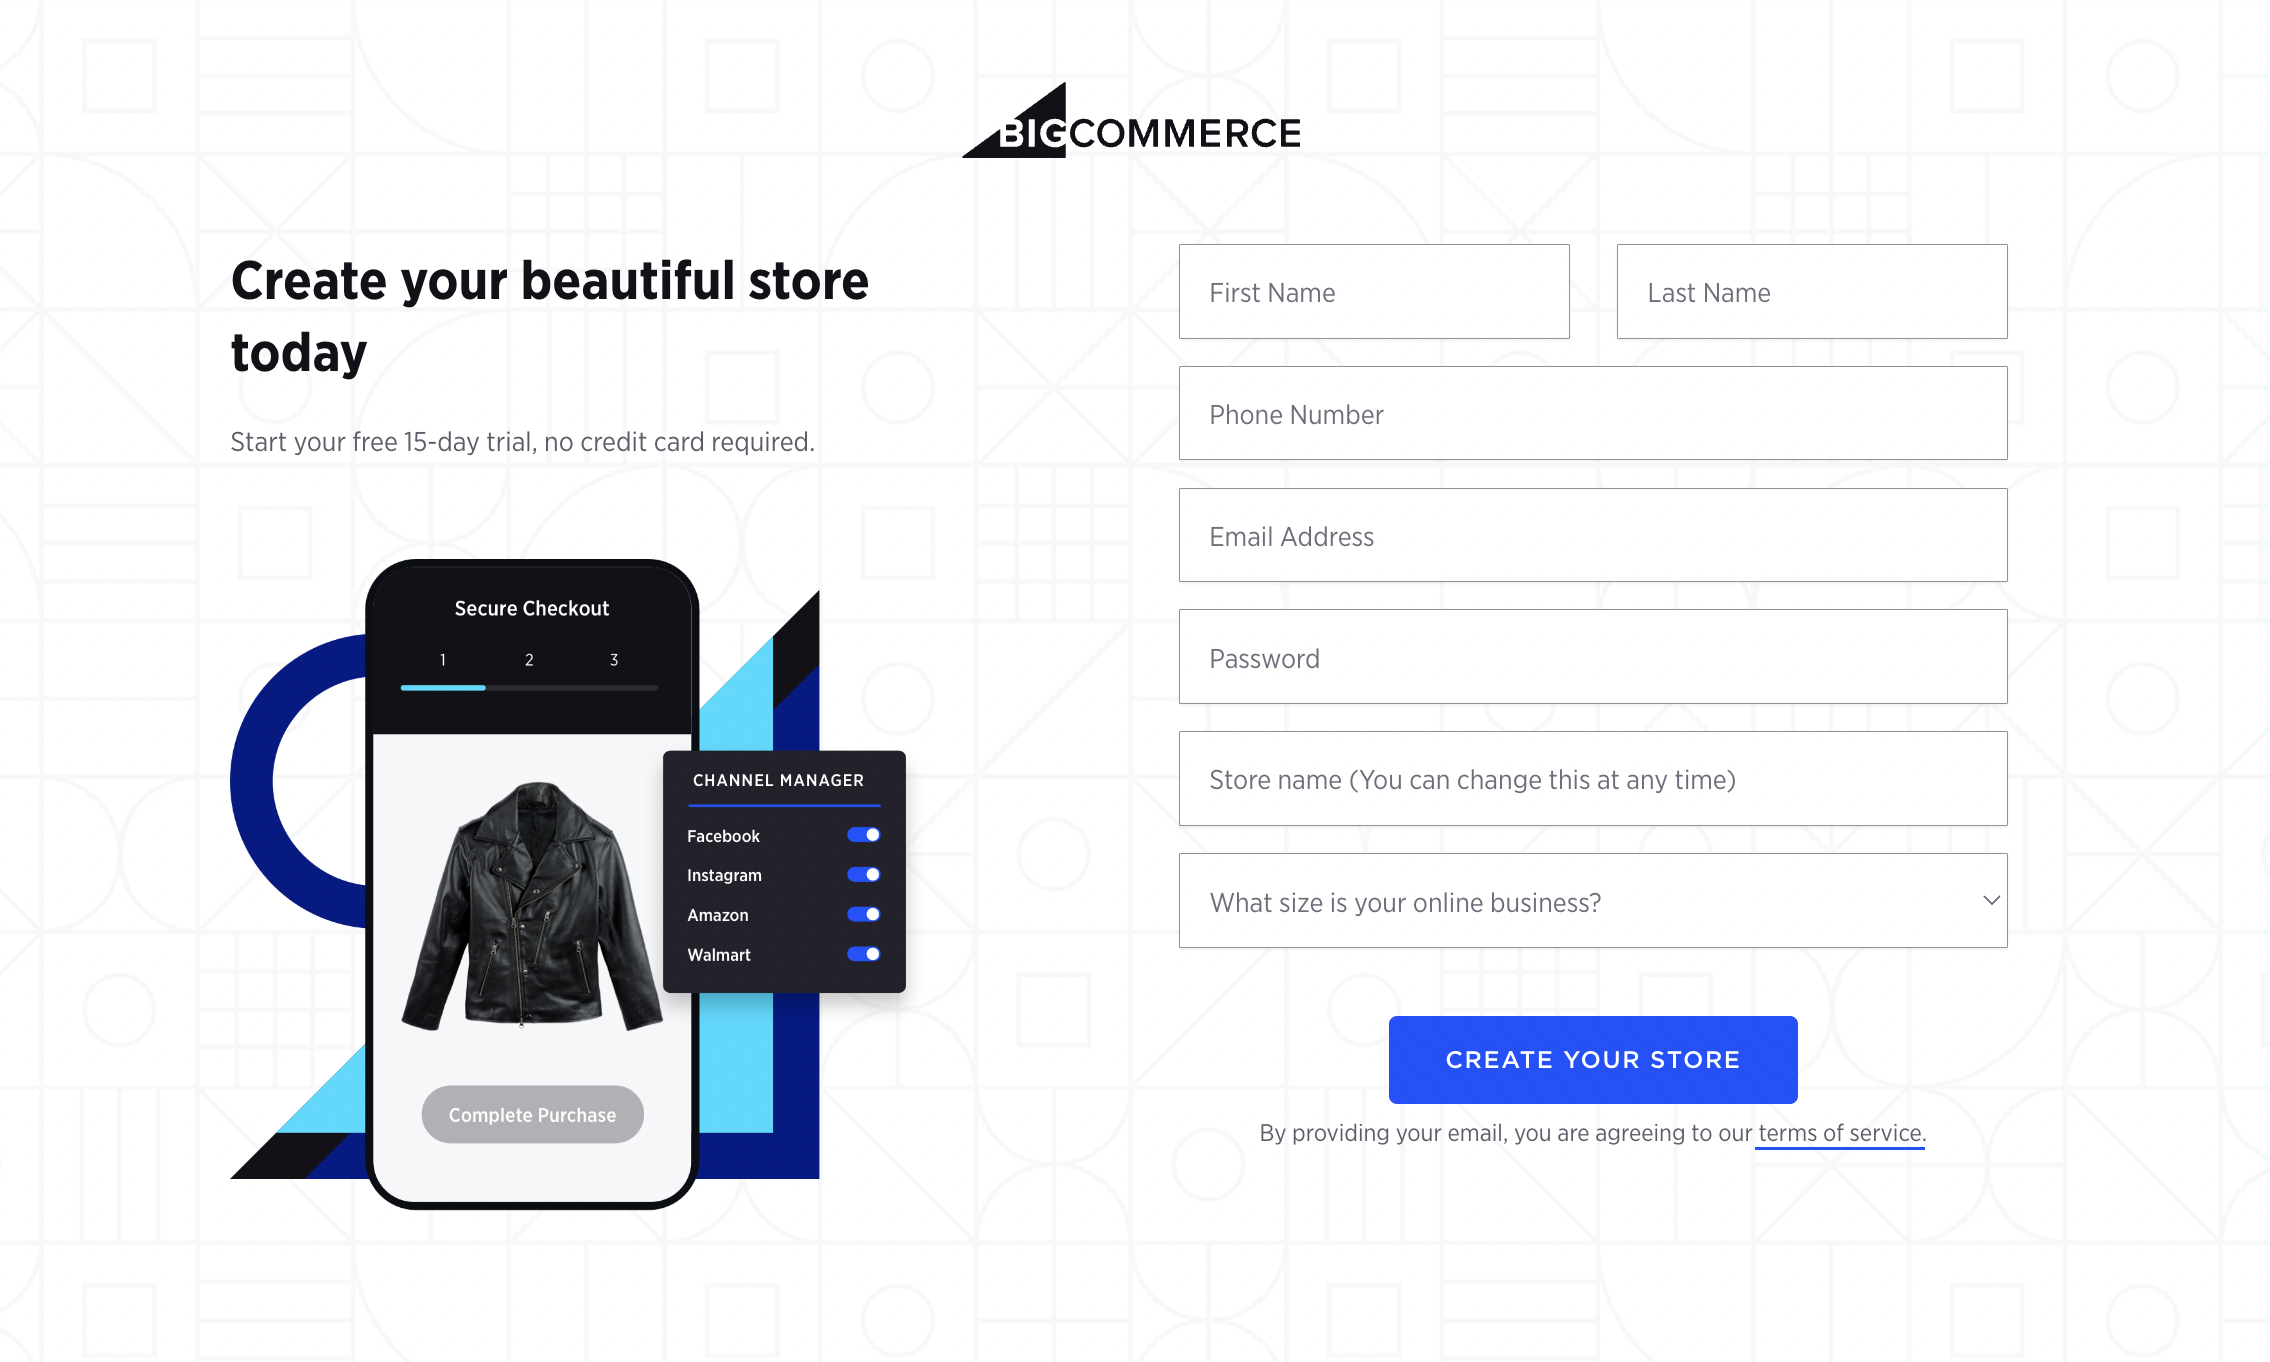 BIGCOMMERCE
Create your beautiful store
today
Start your free 15-day trial, no credit card required.
Secure Checkout
1 2 3
CHANNEL MANAGER
Facebook
Instagram
Amazon
Walmart
Complete Purchase
First Name
Last Name
Phone Number
Email Address
Password
Store name (You can change this at any time)
What size is your online business?
CREATE YOUR STORE
By providing your email, you are agreeing to our terms of service.